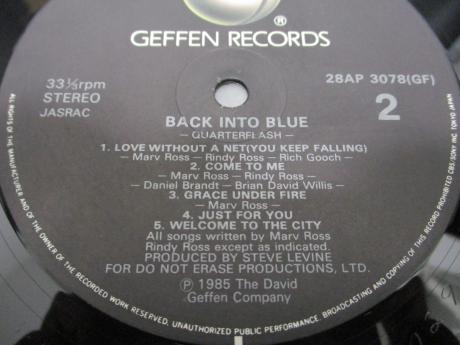 GEFFEN RECORDS
33⅓rpm
STEREO
JASRAC
28AP 3078(GF)
2
BACK INTO BLUE
— QUARTERFLASH —
1. LOVE WITHOUT A NET(YOU KEEP FALLING)
— Marv Ross — Rindy Ross — Rich Gooch —
2. COME TO ME
— Marv Ross — Rindy Ross —
— Daniel Brandt — Brian David Willis —
3. GRACE UNDER FIRE
— Marv Ross —
4. JUST FOR YOU
5. WELCOME TO THE CITY
All songs written by Marv Ross
Rindy Ross except as indicated.
PRODUCED BY STEVE LEVINE
FOR DO NOT ERASE PRODUCTIONS, LTD.
Ⓟ 1985 The David
Geffen Company
ALL RIGHTS OF THE MANUFACTURER AND OF THE OWNER OF THE RECORDED WORK RESERVED. UNAUTHORIZED PUBLIC PERFORMANCE, BROADCASTING AND COPYING OF THIS RECORD PROHIBITED CBS/SONY INC. TOKYO JAPAN